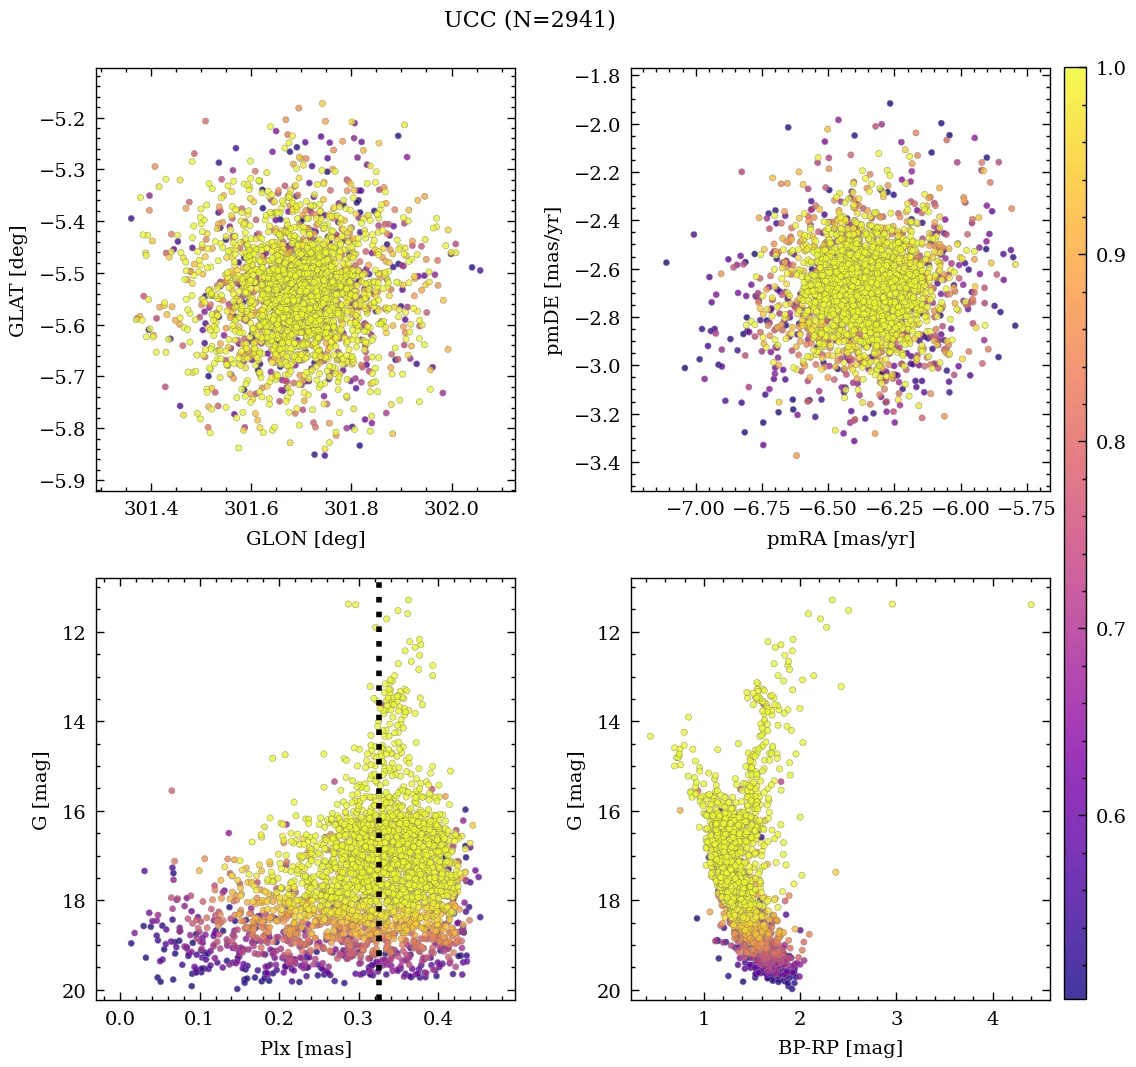 UCC (N=2941)
−5.2
−5.3
−5.4
−5.5
−5.6
−5.7
−5.8
−5.9
GLAT [deg]
301.4 301.6 301.8 302.0
GLON [deg]
−1.8
−2.0
−2.2
−2.4
−2.6
−2.8
−3.0
−3.2
−3.4
pmDE [mas/yr]
−7.00 −6.75 −6.50 −6.25 −6.00 −5.75
pmRA [mas/yr]
1.0
0.9
0.8
0.7
0.6
12
14
16
18
20
G [mag]
0.0 0.1 0.2 0.3 0.4
Plx [mas]
12
14
16
18
20
G [mag]
1 2 3 4
BP-RP [mag]